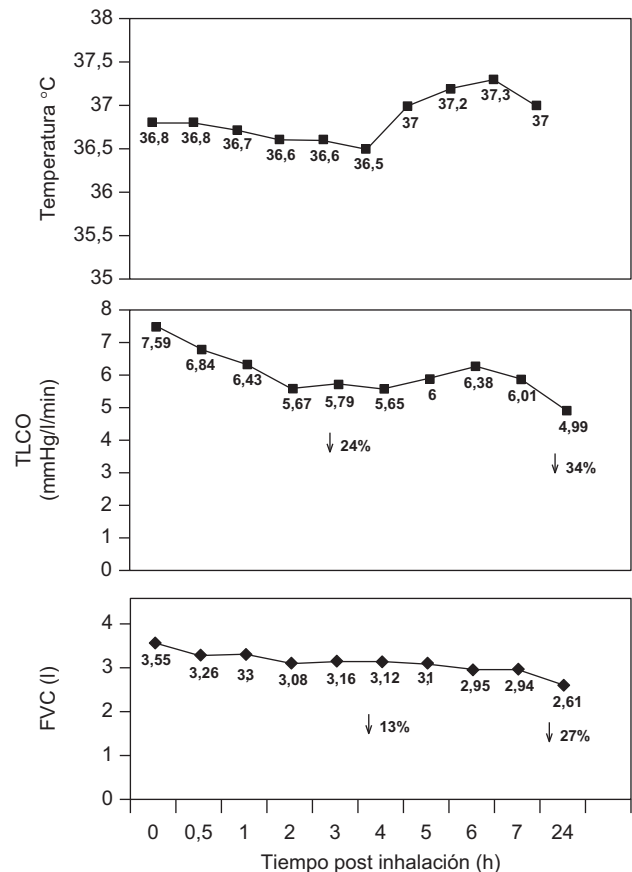 38
37,5
37
36,5
36
35,5
35
Temperatura °C
36,8 36,8 36,7 36,6 36,6 36,5 37 37,2 37,3 37
8
7
6
5
4
3
2
1
0
TLCO
(mmHg/l/min)
7,59 6,84 6,43 5,67 5,79 5,65 6 6,38 6,01 4,99
↓ 24%
↓ 34%
4
3
2
1
0
FVC (l)
3,55 3,26 33 3,08 3,16 3,12 3,1 2,95 2,94 2,61
↓ 13%
↓ 27%
0 0,5 1 2 3 4 5 6 7 24
Tiempo post inhalación (h)